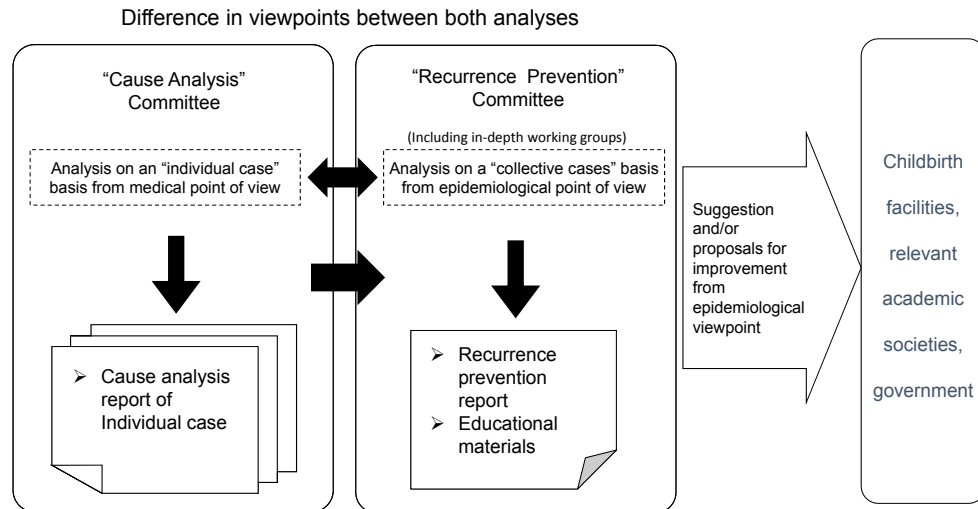 Difference in viewpoints between both analyses
“Cause Analysis”
Committee
Analysis on an “individual case”
basis from medical point of view
➢ Cause analysis
report of
Individual case
“Recurrence Prevention”
Committee
(Including in-depth working groups)
Analysis on a “collective cases” basis
from epidemiological point of view
➢ Recurrence
prevention
report
➢ Educational
materials
Suggestion
and/or
proposals for
improvement
from
epidemiological
viewpoint
Childbirth
facilities,
relevant
academic
societies,
government